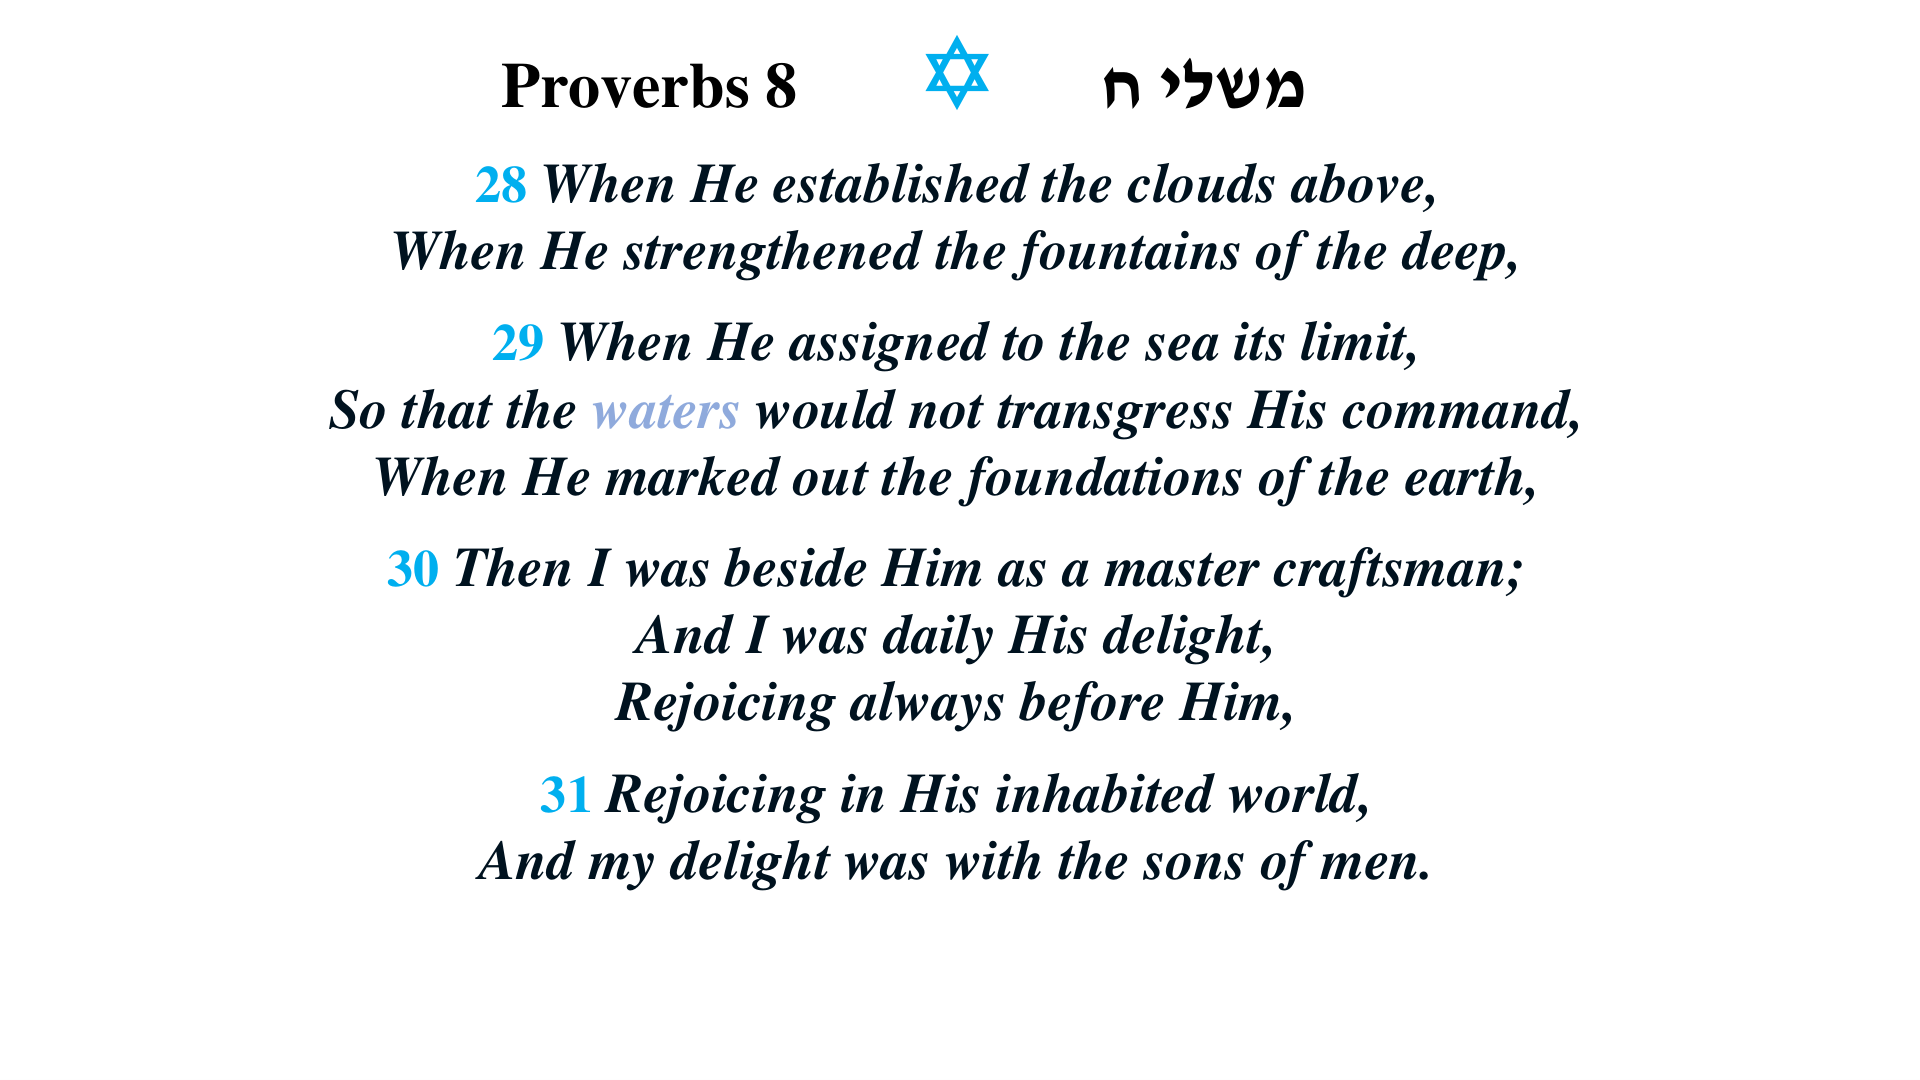 Proverbs 8 ✡ משלי ח
28 When He established the clouds above,
When He strengthened the fountains of the deep,
29 When He assigned to the sea its limit,
So that the waters would not transgress His command,
When He marked out the foundations of the earth,
30 Then I was beside Him as a master craftsman;
And I was daily His delight,
Rejoicing always before Him,
31 Rejoicing in His inhabited world,
And my delight was with the sons of men.